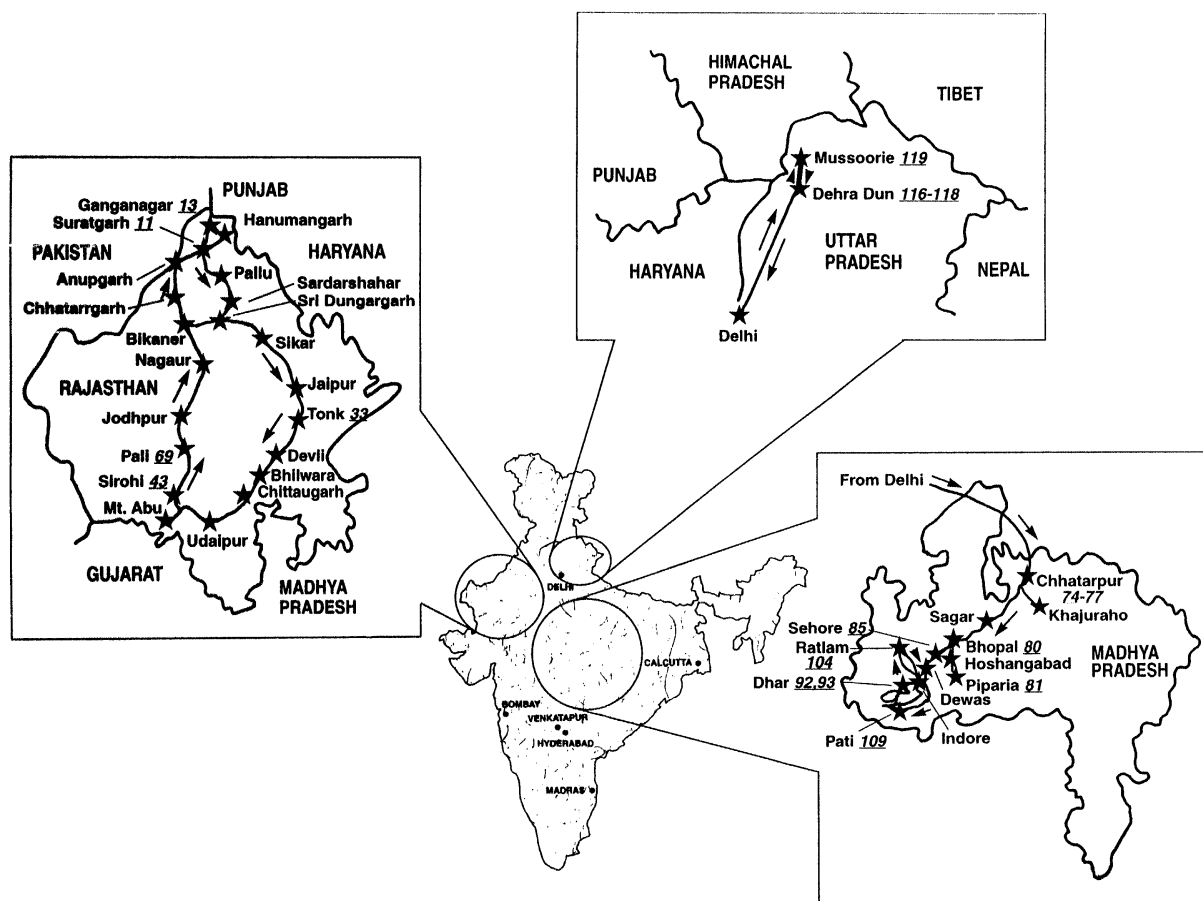 PUNJAB
Ganganagar 13
Suratgarh 11
Hanumangarh
PAKISTAN
HARYANA
Anupgarh
Pallu
Sardarshahar
Chhatarrgarh
Sri Dungargarh
Bikaner
Sikar
Nagaur
RAJASTHAN
Jaipur
Jodhpur
Tonk 33
Pali 69
Devli
Sirohi 43
Bhilwara
Chittaugarh
Mt. Abu
Udaipur
GUJARAT
MADHYA
PRADESH
HIMACHAL
PRADESH
TIBET
Mussoorie 119
PUNJAB
Dehra Dun 116-118
UTTAR
PRADESH
HARYANA
NEPAL
Delhi
DELHI
CALCUTTA
BOMBAY
VENKATAPUR
HYDERABAD
MADRAS
From Delhi
Chhatarpur
74-77
Khajuraho
Sagar
Sehore 85
Bhopal 80
Ratlam
104
Hoshangabad
MADHYA
PRADESH
Dhar 92,93
Piparia 81
Dewas
Pati 109
Indore